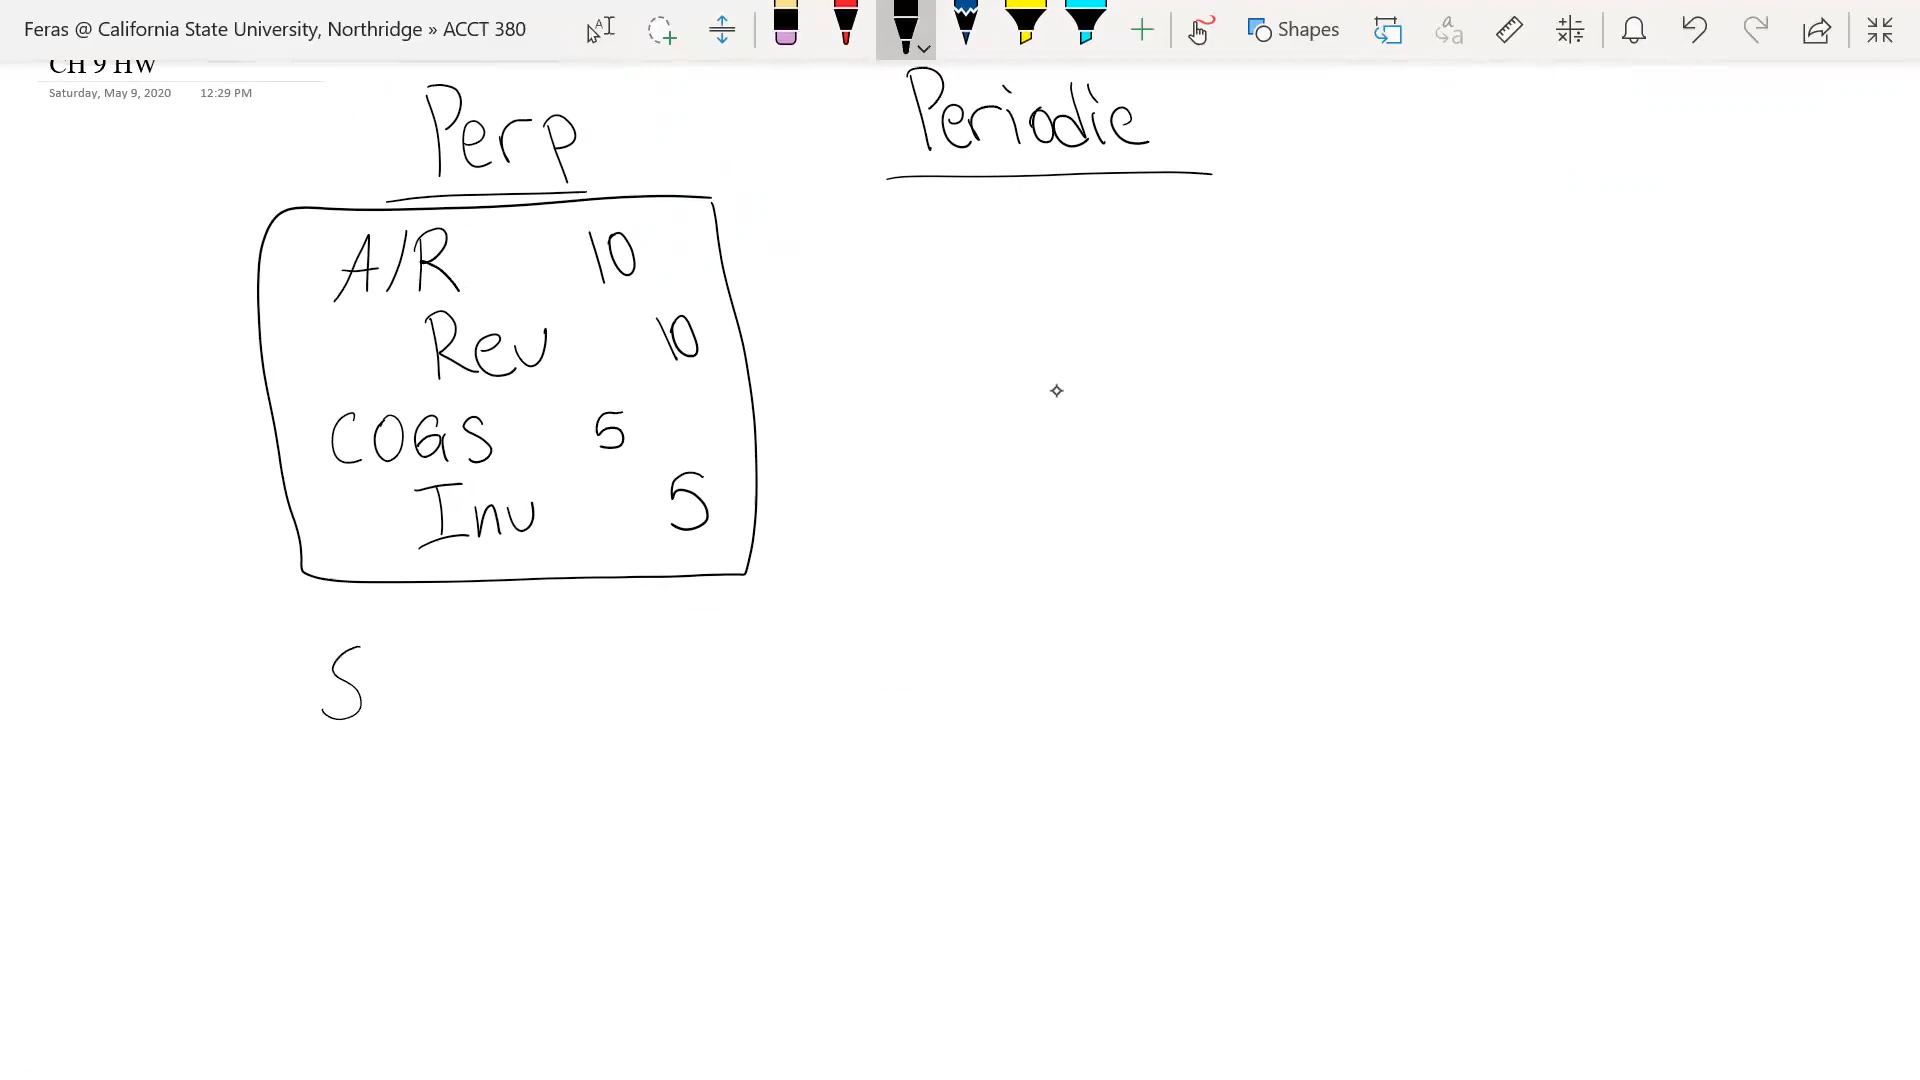 Feras @ California State University, Northridge » ACCT 380
Shapes
CH 9 HW
Saturday, May 9, 2020 12:29 PM
Perp
Periodic
A/R 10
Rev 10
COGS 5
Inv 5
S